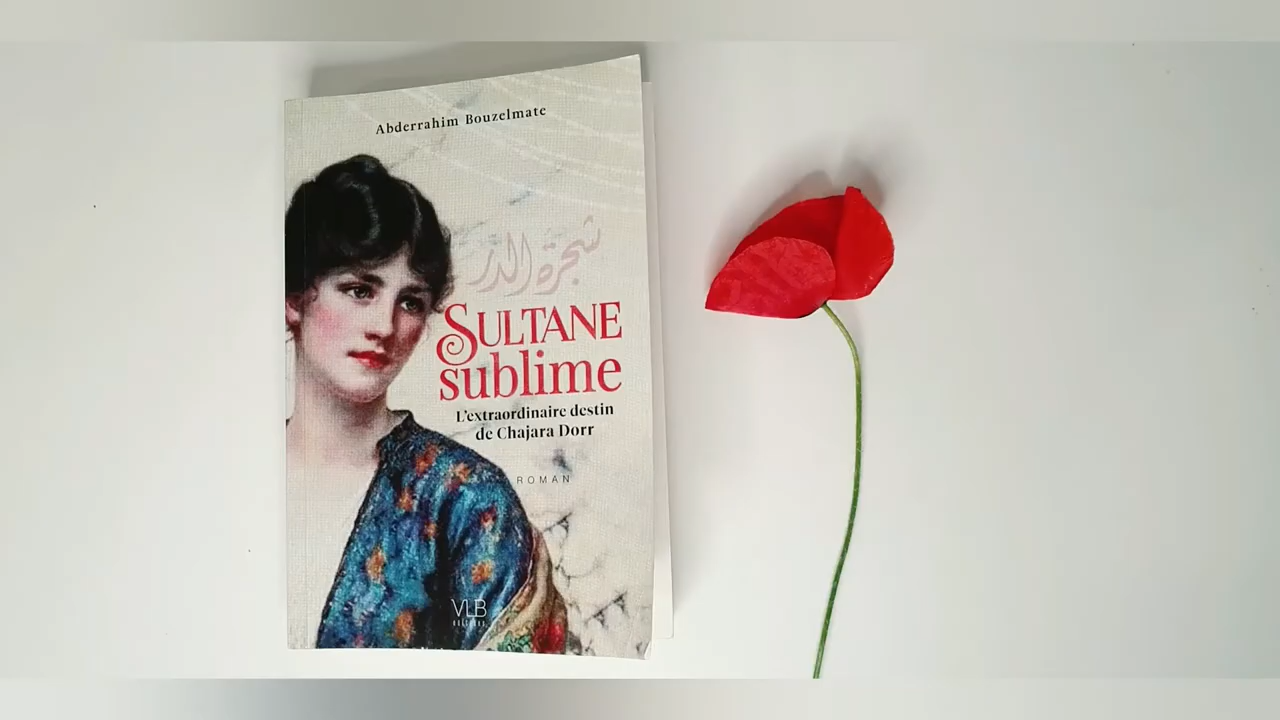 Abderrahim Bouzelmate
شجرة الدر
SULTANE
sublime
L'extraordinaire destin
de Chajara Dorr
ROMAN
VLB